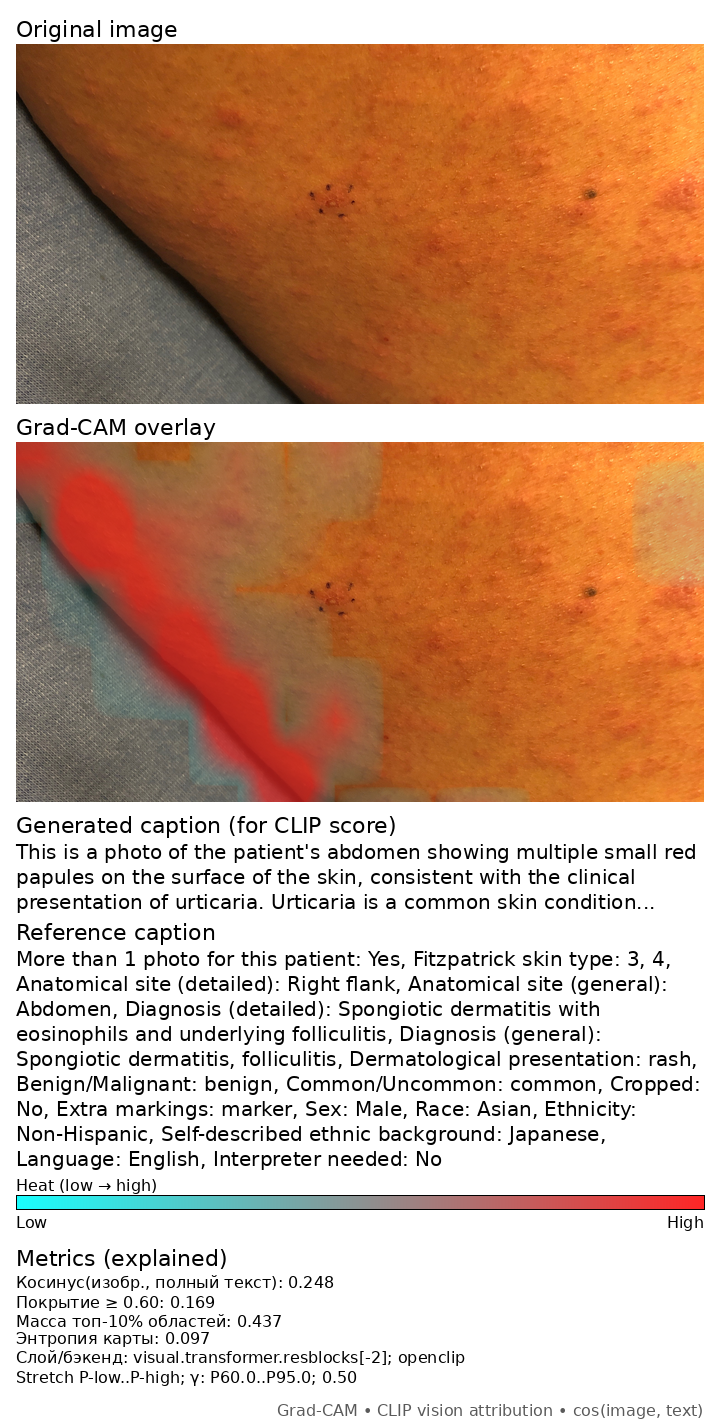 Original image
Grad-CAM overlay
Generated caption (for CLIP score)
This is a photo of the patient's abdomen showing multiple small red
papules on the surface of the skin, consistent with the clinical
presentation of urticaria. Urticaria is a common skin condition...
Reference caption
More than 1 photo for this patient: Yes, Fitzpatrick skin type: 3, 4,
Anatomical site (detailed): Right flank, Anatomical site (general):
Abdomen, Diagnosis (detailed): Spongiotic dermatitis with
eosinophils and underlying folliculitis, Diagnosis (general):
Spongiotic dermatitis, folliculitis, Dermatological presentation: rash,
Benign/Malignant: benign, Common/Uncommon: common, Cropped:
No, Extra markings: marker, Sex: Male, Race: Asian, Ethnicity:
Non-Hispanic, Self-described ethnic background: Japanese,
Language: English, Interpreter needed: No
Heat (low → high)
Low High
Metrics (explained)
Косинус(изобр., полный текст): 0.248
Покрытие ≥ 0.60: 0.169
Масса топ-10% областей: 0.437
Энтропия карты: 0.097
Слой/бэкенд: visual.transformer.resblocks[-2]; openclip
Stretch P-low..P-high; γ: P60.0..P95.0; 0.50
Grad-CAM • CLIP vision attribution • cos(image, text)